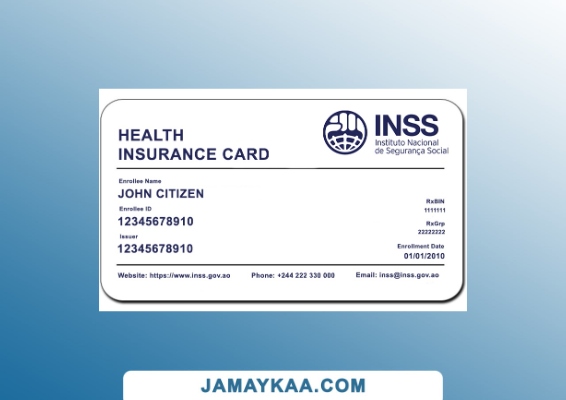 HEALTH
INSURANCE CARD
INSS
Instituto Nacional
de Segurança Social
Enrollee Name
JOHN CITIZEN
Enrollee ID
12345678910
Issuer
12345678910
RxBIN
1111111
RxGrp
22222222
Enrollment Date
01/01/2010
Website: https://www.inss.gov.ao Phone: +244 222 330 000 Email: inss@inss.gov.ao
JAMAYKAA.COM